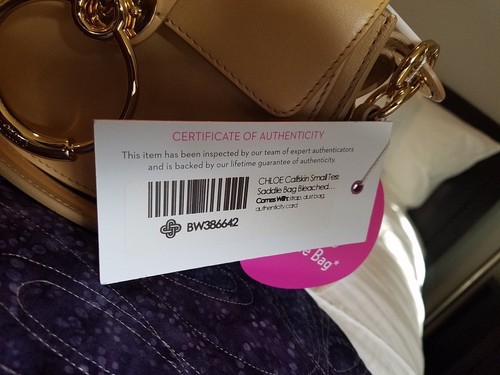 CERTIFICATE OF AUTHENTICITY
This item has been inspected by our team of expert authenticators
and is backed by our lifetime guarantee of authenticity.
CHLOE Calfskin Small Tess
Saddle Bag Bleached...
Comes With: strap, dust bag,
authenticity card
BW386642
e Bag*